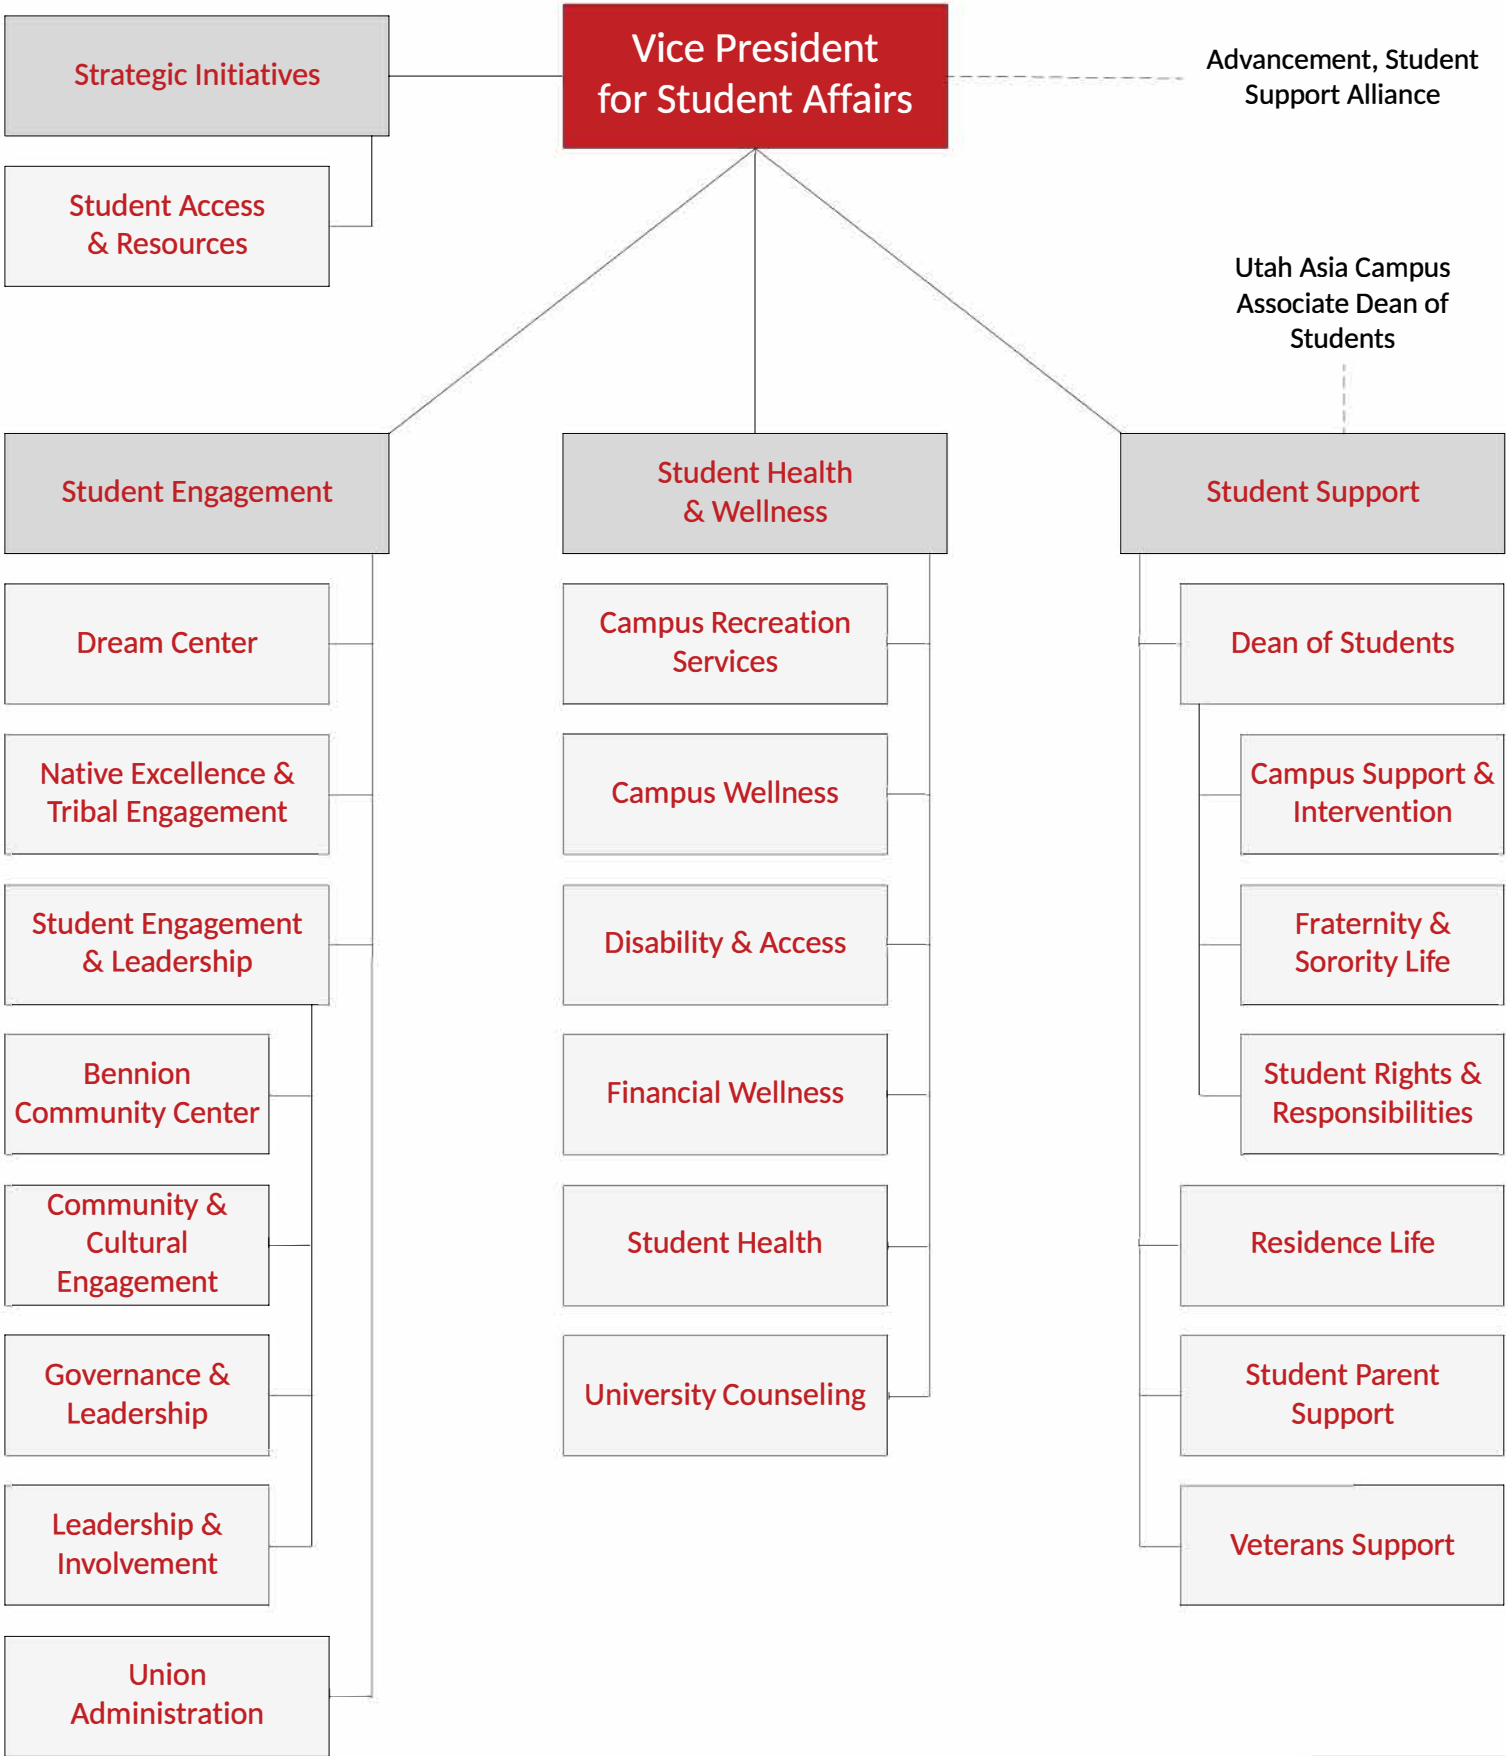 Strategic Initiatives
Vice President
for Student Affairs
Advancement, Student
Support Alliance
Student Access
& Resources
Utah Asia Campus
Associate Dean of
Students
Student Engagement
Dream Center
Native Excellence &
Tribal Engagement
Student Engagement
& Leadership
Bennion
Community Center
Community &
Cultural
Engagement
Governance &
Leadership
Leadership &
Involvement
Union
Administration
Student Health
& Wellness
Campus Recreation
Services
Campus Wellness
Disability & Access
Financial Wellness
Student Health
University Counseling
Student Support
Dean of Students
Campus Support &
Intervention
Fraternity &
Sorority Life
Student Rights &
Responsibilities
Residence Life
Student Parent
Support
Veterans Support